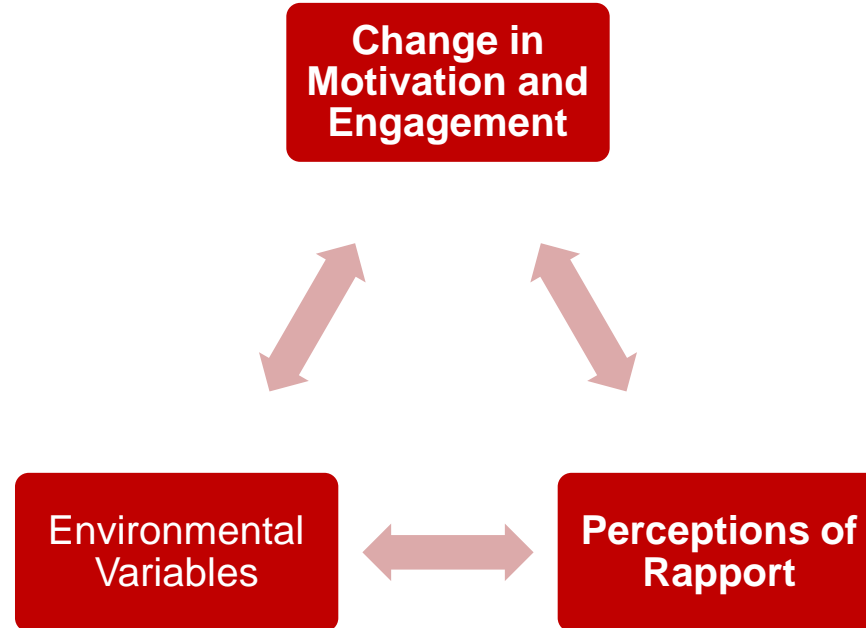 Change in
Motivation and
Engagement
Environmental
Variables
Perceptions of
Rapport